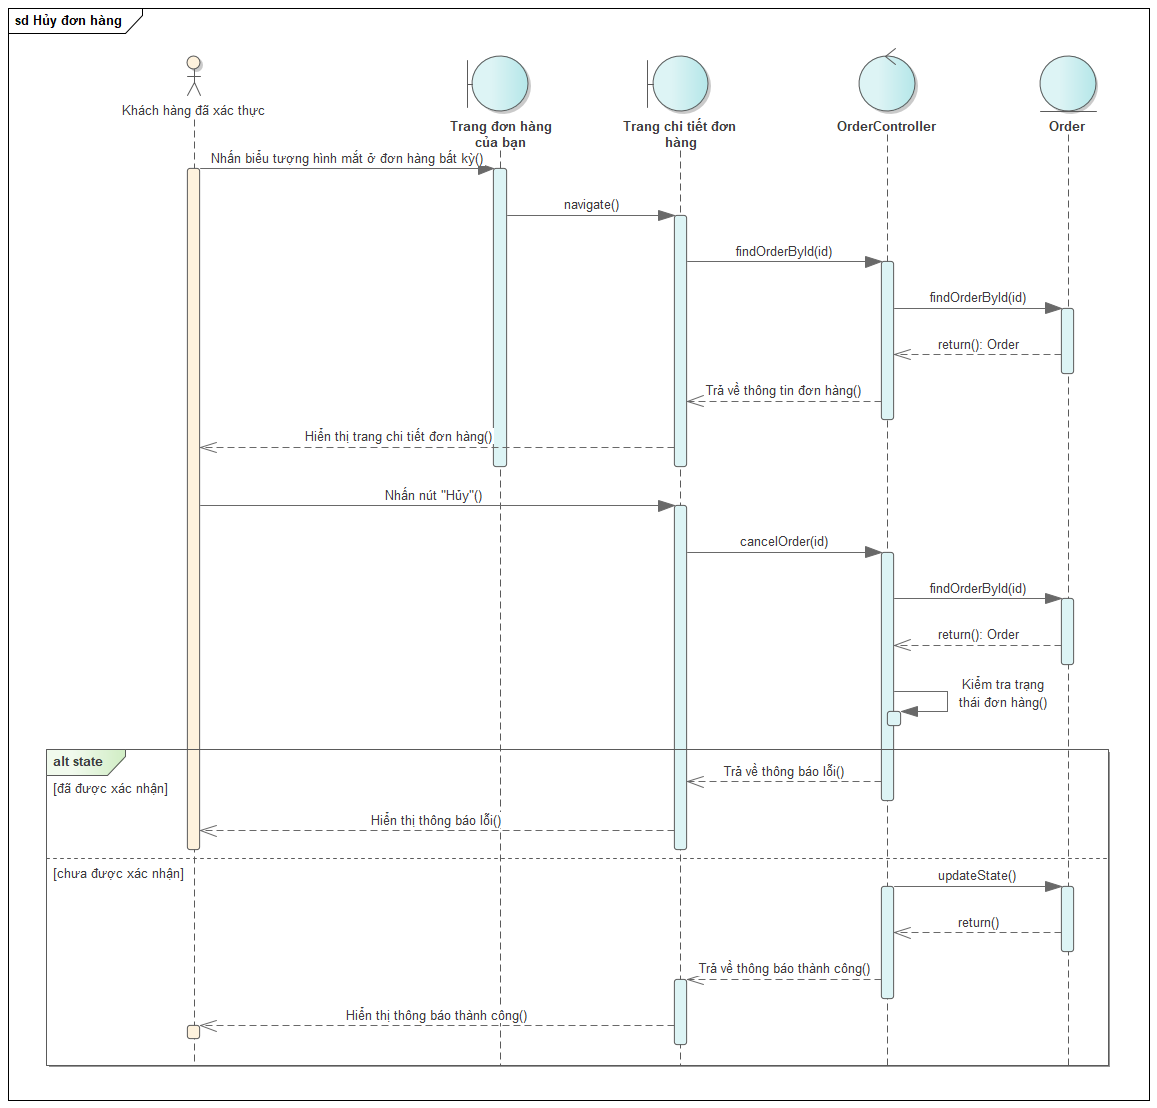 sd Hủy đơn hàng
Khách hàng đã xác thực
Trang đơn hàng
của bạn
Trang chi tiết đơn
hàng
OrderController
Order
Nhấn biểu tượng hình mắt ở đơn hàng bất kỳ()
navigate()
findOrderById(id)
findOrderById(id)
return(): Order
Trả về thông tin đơn hàng()
Hiển thị trang chi tiết đơn hàng()
Nhấn nút "Hủy"()
cancelOrder(id)
findOrderById(id)
return(): Order
Kiểm tra trạng
thái đơn hàng()
alt state
[đã được xác nhận]
Trả về thông báo lỗi()
Hiển thị thông báo lỗi()
[chưa được xác nhận]
updateState()
return()
Trả về thông báo thành công()
Hiển thị thông báo thành công()